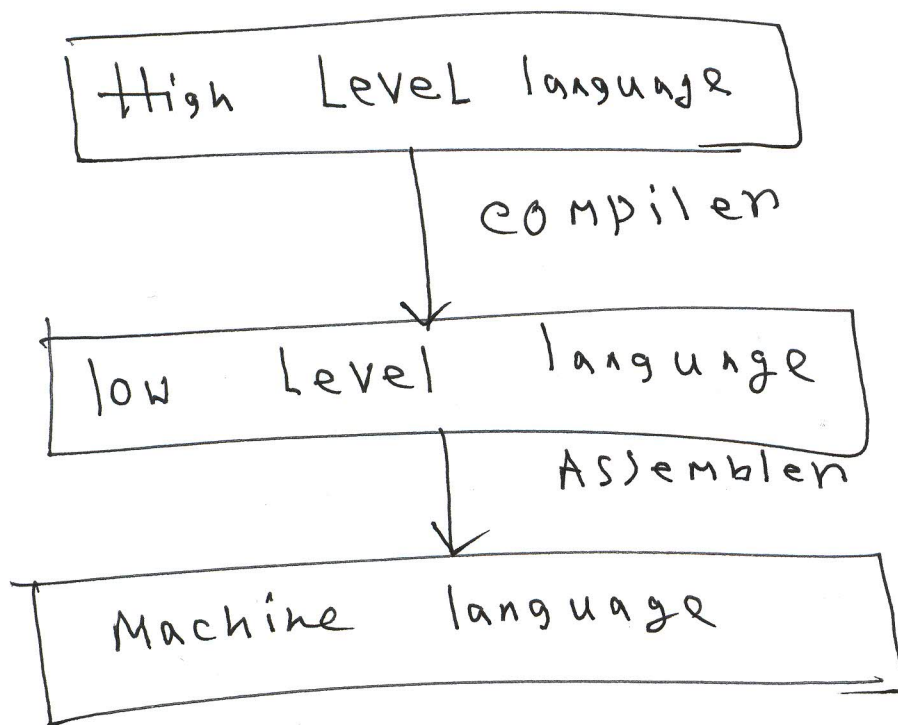 High Level language
compiler
low Level language
Assembler
Machine language